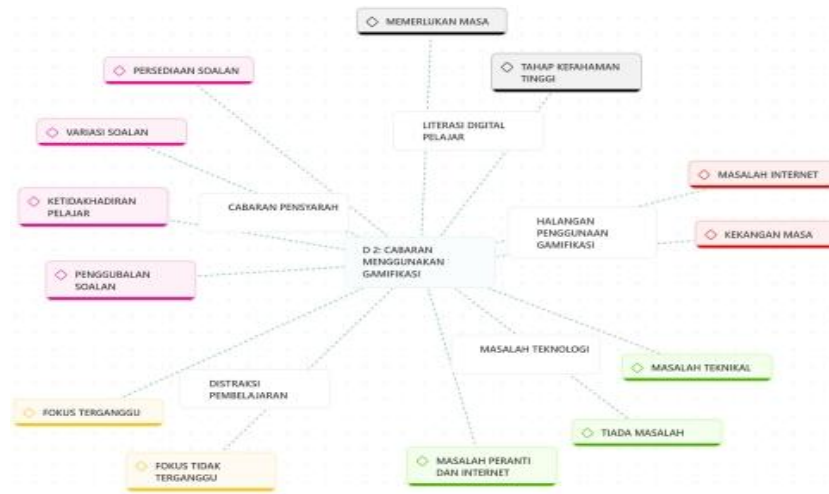 MEMERLUKAN MASA
PERSEDIAAN SOALAN
TAHAP KEFAHAMAN
TINGGI
VARIASI SOALAN
LITERASI DIGITAL
PELAJAR
MASALAH INTERNET
KETIDAKHADIRAN
PELAJAR
CABARAN PENSYARAH
HALANGAN
PENGGUNAAN
GAMIFIKASI
KEKANGAN MASA
D 2: CABARAN
MENGGUNAKAN
GAMIFIKASI
PENGGUBALAN
SOALAN
MASALAH TEKNOLOGI
MASALAH TEKNIKAL
DISTRAKSI
PEMBELAJARAN
FOKUS TERGANGGU
TIADA MASALAH
FOKUS TIDAK
TERGANGGU
MASALAH PERANTI
DAN INTERNET